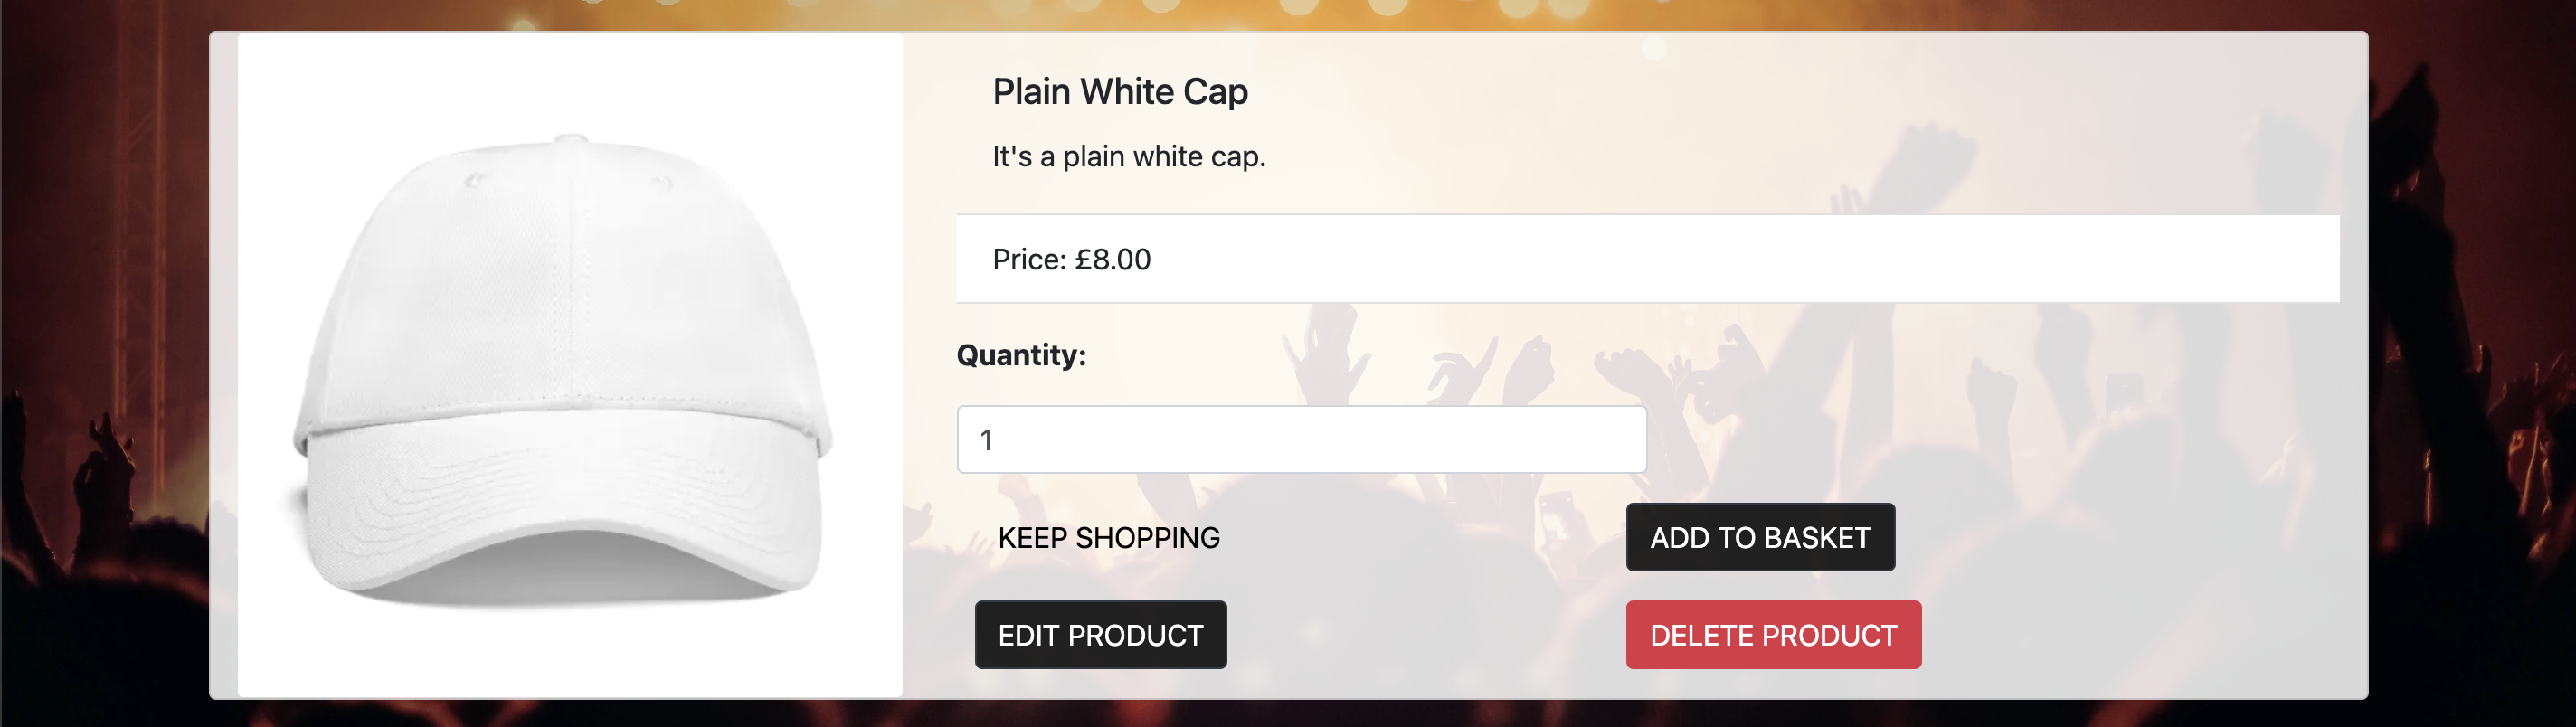 Plain White Cap
It's a plain white cap.
Price: £8.00
Quantity:
1
KEEP SHOPPING
ADD TO BASKET
EDIT PRODUCT
DELETE PRODUCT